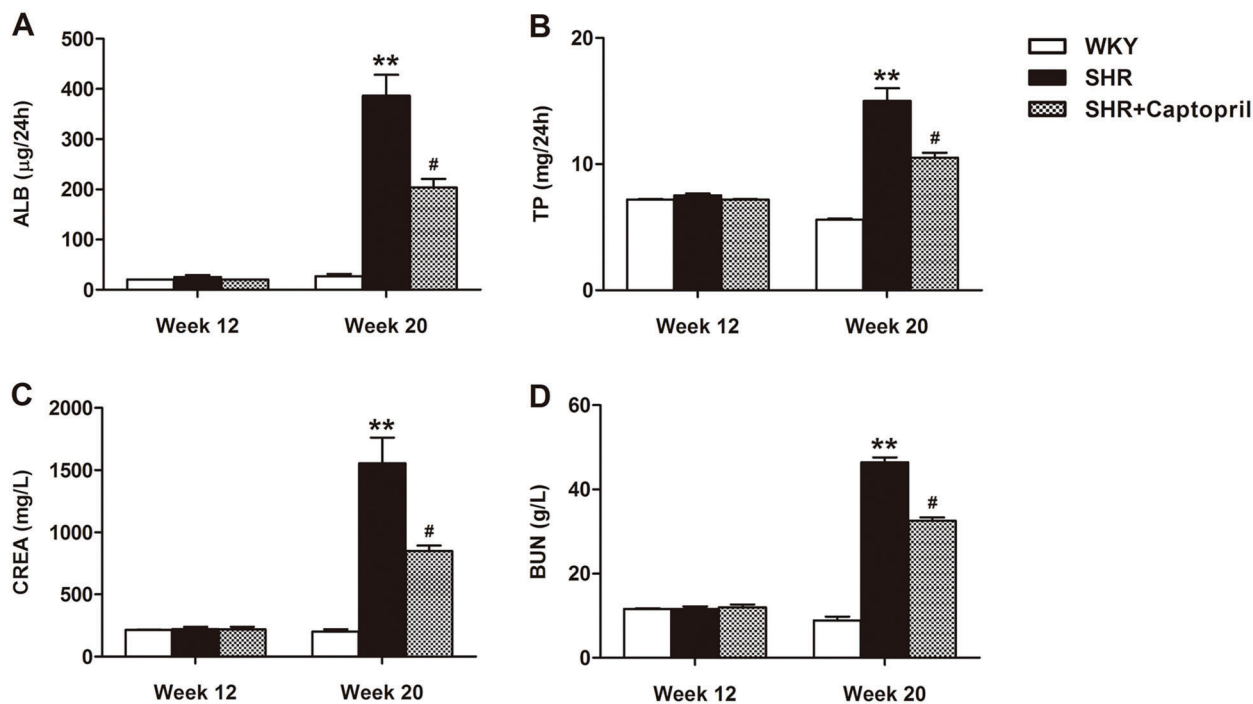 A
ALB (μg/24h)
500
400
300
200
100
0
**
#
Week 12
Week 20
B
TP (mg/24h)
20
10
0
**
#
Week 12
Week 20
WKY
SHR
SHR+Captopril
C
CREA (mg/L)
2000
1500
1000
500
0
**
#
Week 12
Week 20
D
BUN (g/L)
60
40
20
0
**
#
Week 12
Week 20